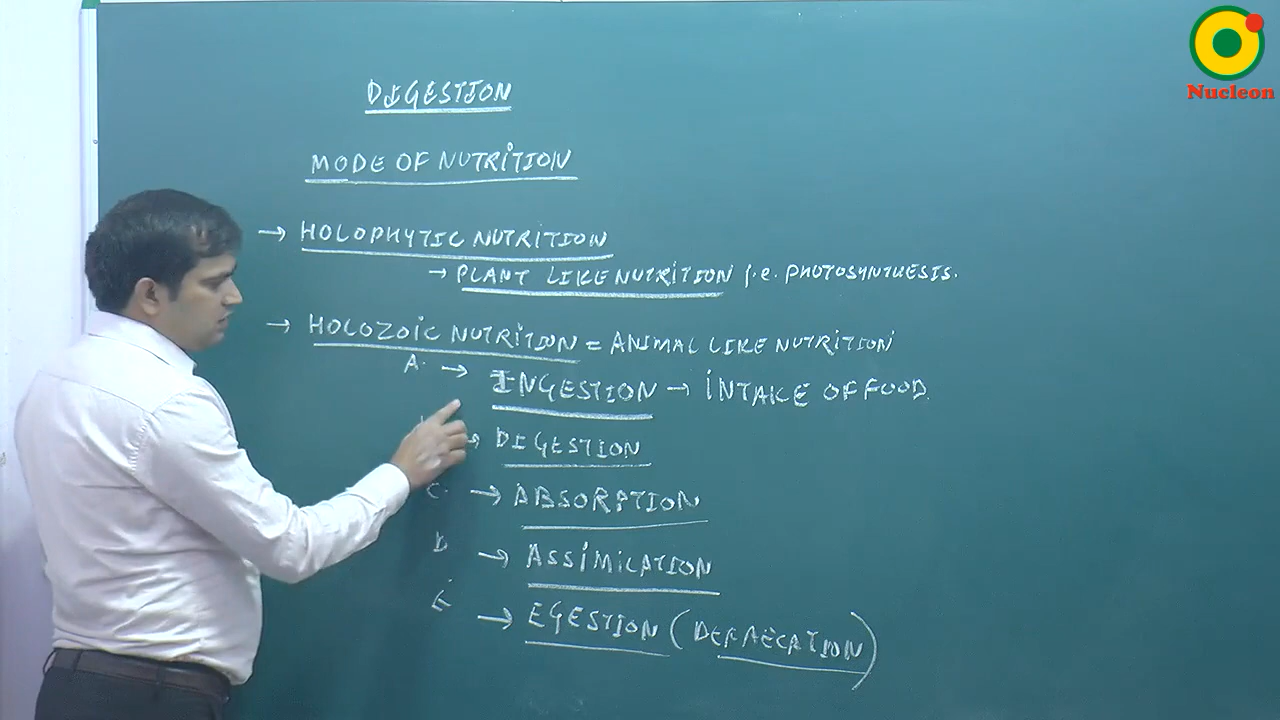 DIGESTION
MODE OF NUTRITION
→ HOLOPHYTIC NUTRITION
→ PLANT LIKE NUTRITION i.e. PHOTOSYNTHESIS.
→ HOLOZOIC NUTRITION = ANIMAL LIKE NUTRITION
A. → INGESTION → INTAKE OF FOOD.
→ DIGESTION
C. → ABSORPTION
D → ASSIMILATION
E → EGESTION (DEFAECATION)
Nucleon